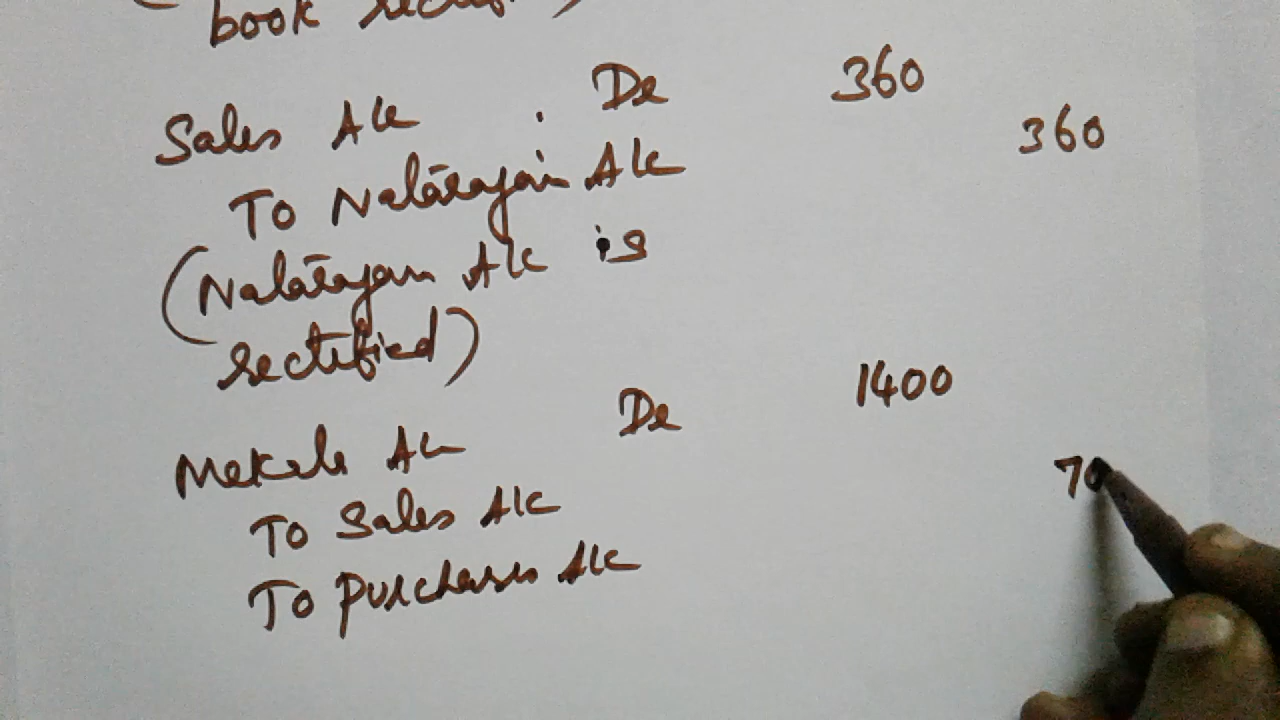 book
Sales A/c Dr 360
To Natarajan A/c 360
(Natarajan A/c is
rectified)
Mekala A/c Dr 1400
To Sales A/c 70
To Purchases A/c